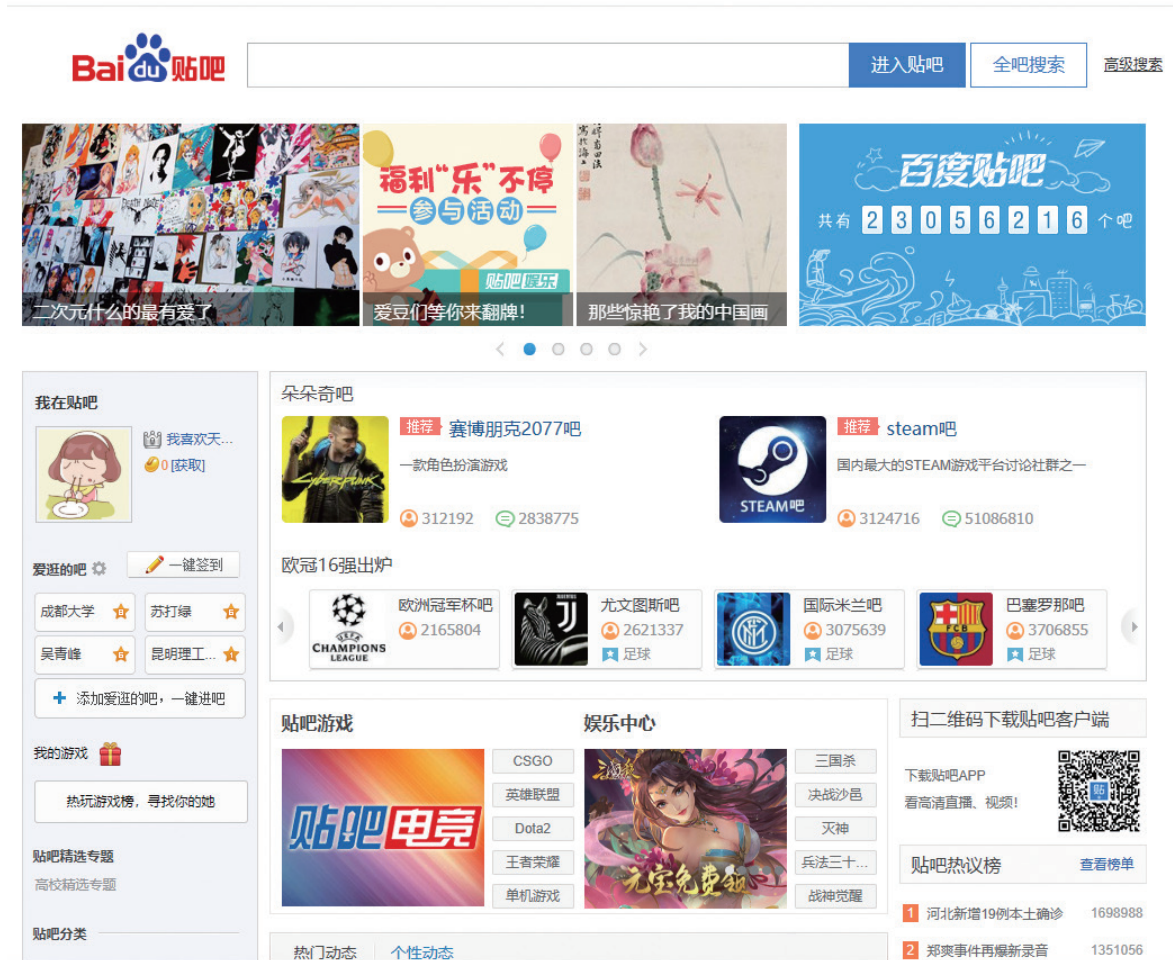 Bai du 贴吧
进入贴吧
全吧搜索
高级搜索
DEATH NOTE
二次元什么的最有爱了
福利“乐”不停
参与活动
贴吧娱乐
爱豆们等你来翻牌!
那些惊艳了我的中国画
百度贴吧
共有 23056216 个吧
我在贴吧
我喜欢天...
0 [获取]
爱逛的吧
一键签到
成都大学
苏打绿
吴青峰
昆明理工...
添加爱逛的吧,一键进吧
我的游戏
热玩游戏榜,寻找你的她
贴吧精选专题
高校精选专题
贴吧分类
朵朵奇吧
Cyberpunk
推荐 赛博朋克2077吧
一款角色扮演游戏
312192 2838775
STEAM吧
推荐 steam吧
国内最大的STEAM游戏平台讨论社群之一
3124716 51086810
欧冠16强出炉
UEFA
CHAMPIONS
LEAGUE
欧洲冠军杯吧
2165804
尤文图斯吧
2621337
足球
国际米兰吧
3075639
足球
FCB
巴塞罗那吧
3706855
足球
贴吧游戏
贴吧电竞
CSGO
英雄联盟
Dota2
王者荣耀
单机游戏
娱乐中心
元宝免费领
三国杀
决战沙邑
灭神
兵法三十...
战神觉醒
热门动态
个性动态
扫二维码下载贴吧客户端
下载贴吧APP
看高清直播、视频!
贴
贴吧热议榜
查看榜单
1 河北新增19例本土确诊 1698988
2 郑爽事件再爆新录音 1351056